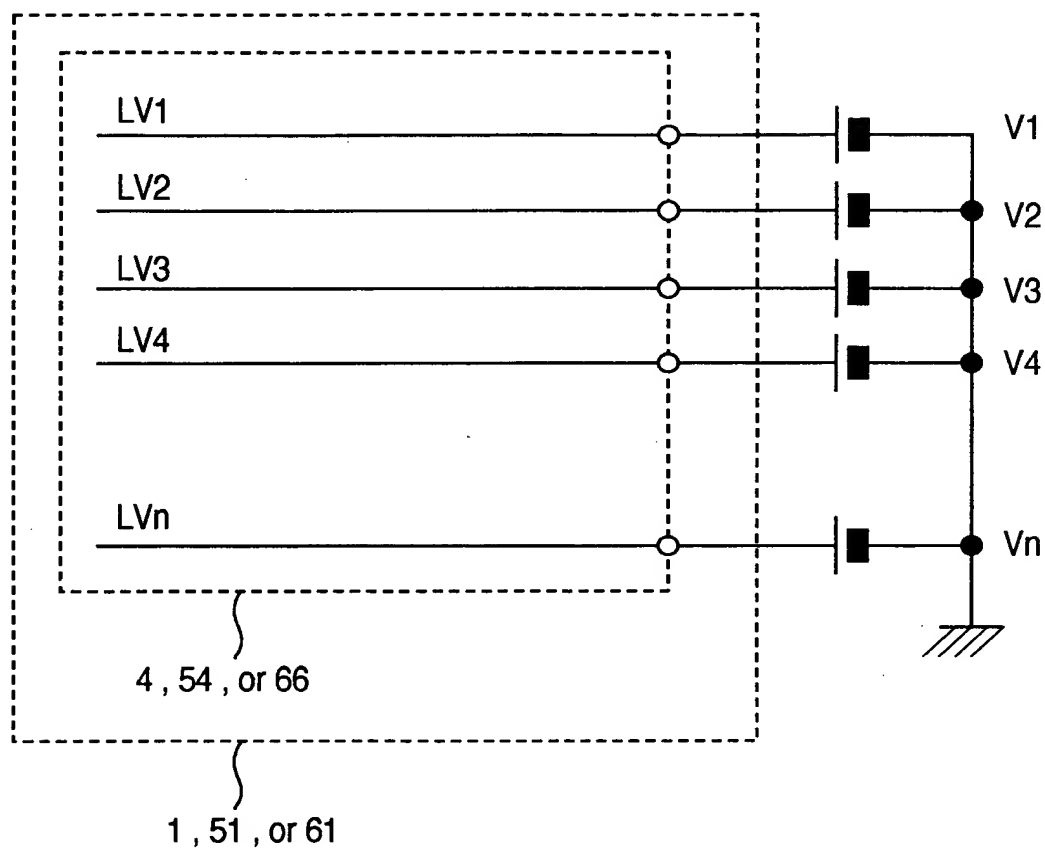 LV1
V1
LV2
V2
LV3
V3
LV4
V4
LVn
Vn
4 , 54 , or 66
1 , 51 , or 61